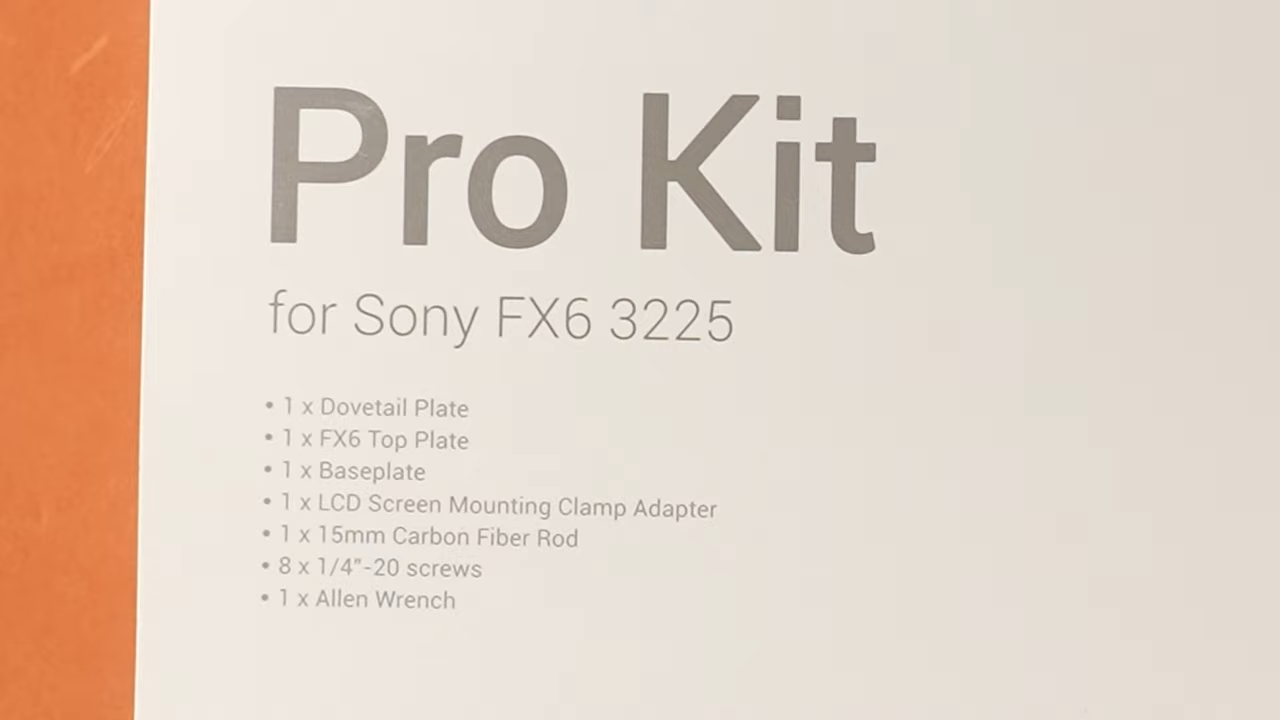 Pro Kit
for Sony FX6 3225
• 1 x Dovetail Plate
• 1 x FX6 Top Plate
• 1 x Baseplate
• 1 x LCD Screen Mounting Clamp Adapter
• 1 x 15mm Carbon Fiber Rod
• 8 x 1/4"-20 screws
• 1 x Allen Wrench